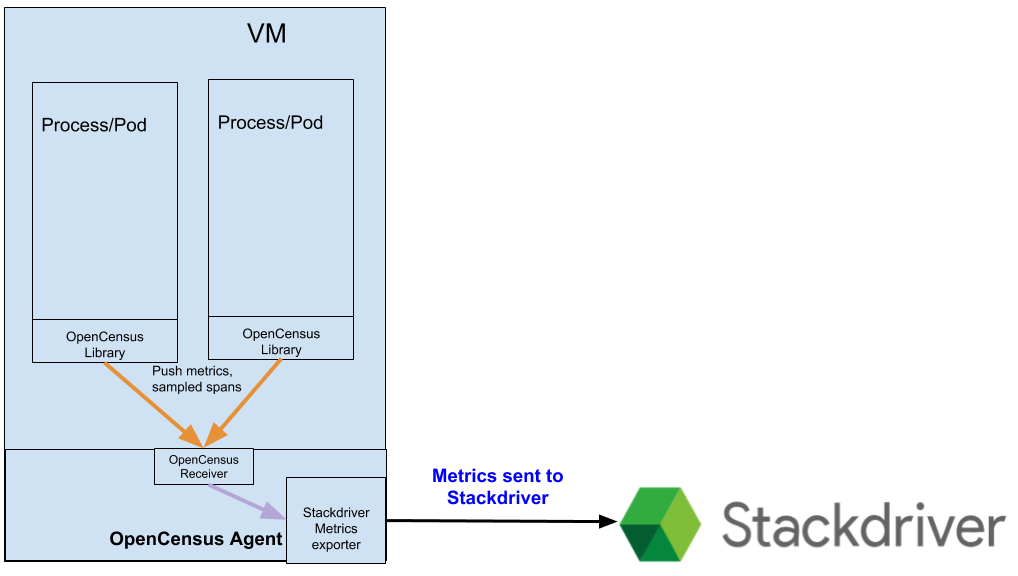 VM
Process/Pod
Process/Pod
OpenCensus
Library
OpenCensus
Library
Push metrics,
sampled spans
OpenCensus
Receiver
Stackdriver
Metrics
exporter
OpenCensus Agent
Metrics sent to
Stackdriver
Stackdriver